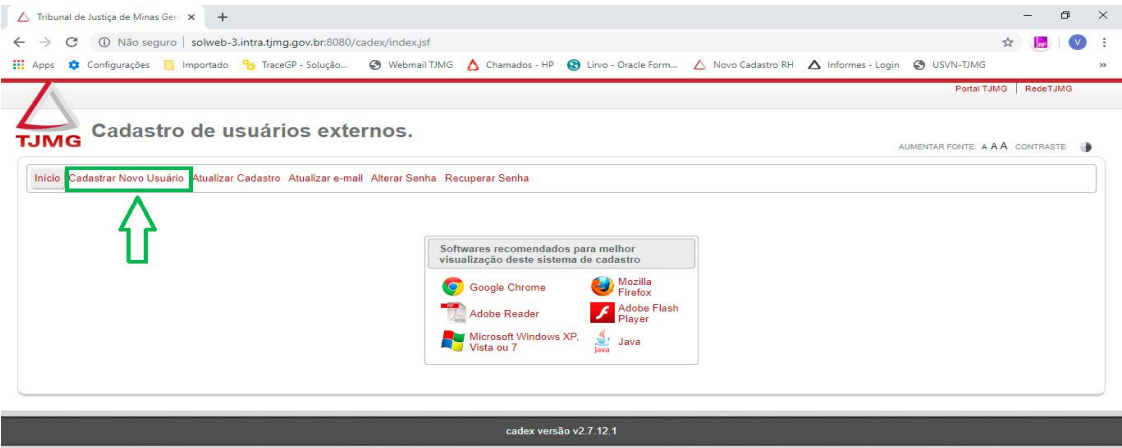 Tribunal de Justiça de Minas Gera
Não seguro | solweb-3.intra.tjmg.gov.br:8080/cadex/index.jsf
V
Apps Configurações Importado TraceGP - Solução... Webmail TJMG Chamados - HP Lirvo - Oracle Form... Novo Cadastro RH Informes - Login USVN-TJMG »
Portal TJMG | RedeTJMG
TJMG Cadastro de usuários externos.
AUMENTAR FONTE: A A A CONTRASTE:
Início Cadastrar Novo Usuário Atualizar Cadastro Atualizar e-mail Alterar Senha Recuperar Senha
Softwares recomendados para melhor
visualização deste sistema de cadastro
Google Chrome
Mozilla
Firefox
Adobe Reader
Adobe Flash
Player
Microsoft Windows XP,
Vista ou 7
Java
Java
cadex versão v2.7.12.1